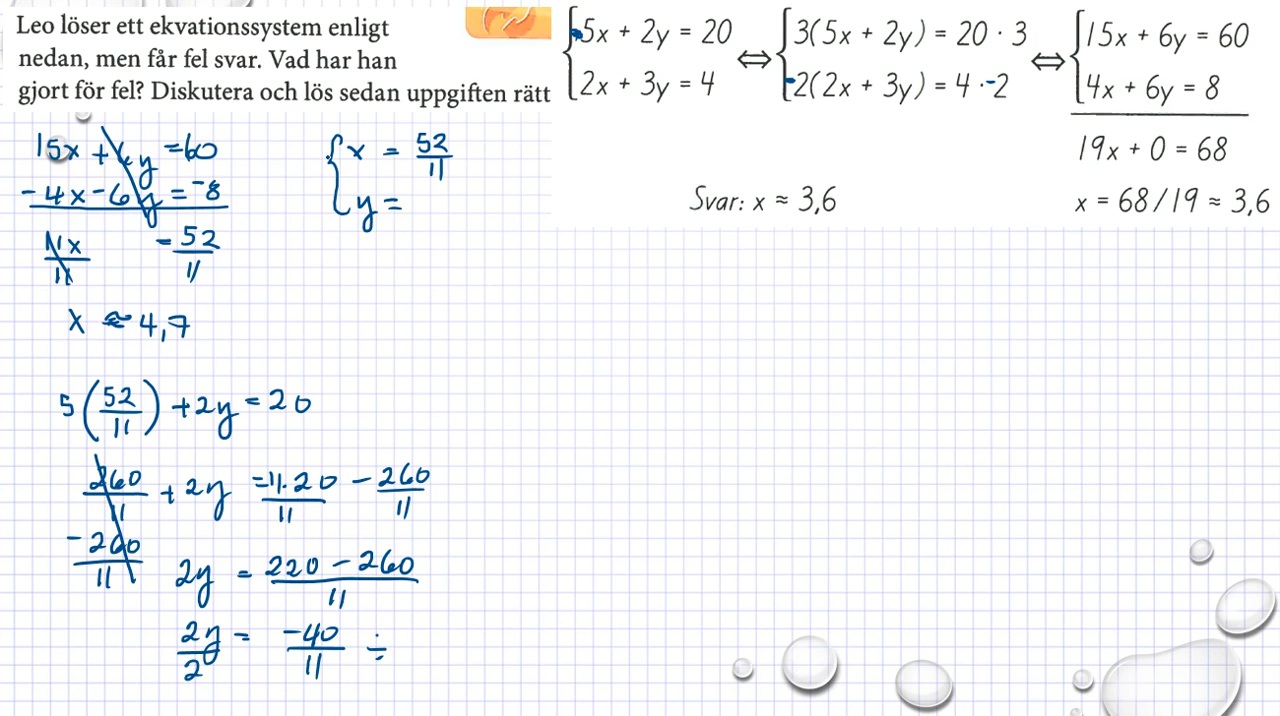 Leo löser ett ekvationssystem enligt
nedan, men får fel svar. Vad har han
gjort för fel? Diskutera och lös sedan uppgiften rätt
5x + 2y = 20 ⇔ 3(5x + 2y) = 20 · 3 ⇔ 15x + 6y = 60
2x + 3y = 4 -2(2x + 3y) = 4 · -2 4x + 6y = 8
19x + 0 = 68
Svar: x ≈ 3,6 x = 68/19 ≈ 3,6
15x + 6y = 60
-4x - 6y = -8
11x/11 = 52/11
x ≈ 4,7
x = 52/11
y =
5(52/11) + 2y = 20
260/11 + 2y = 11.20/11 - 260/11
-260/11 2y = 220 - 260/11
2y/2 = -40/11 ÷